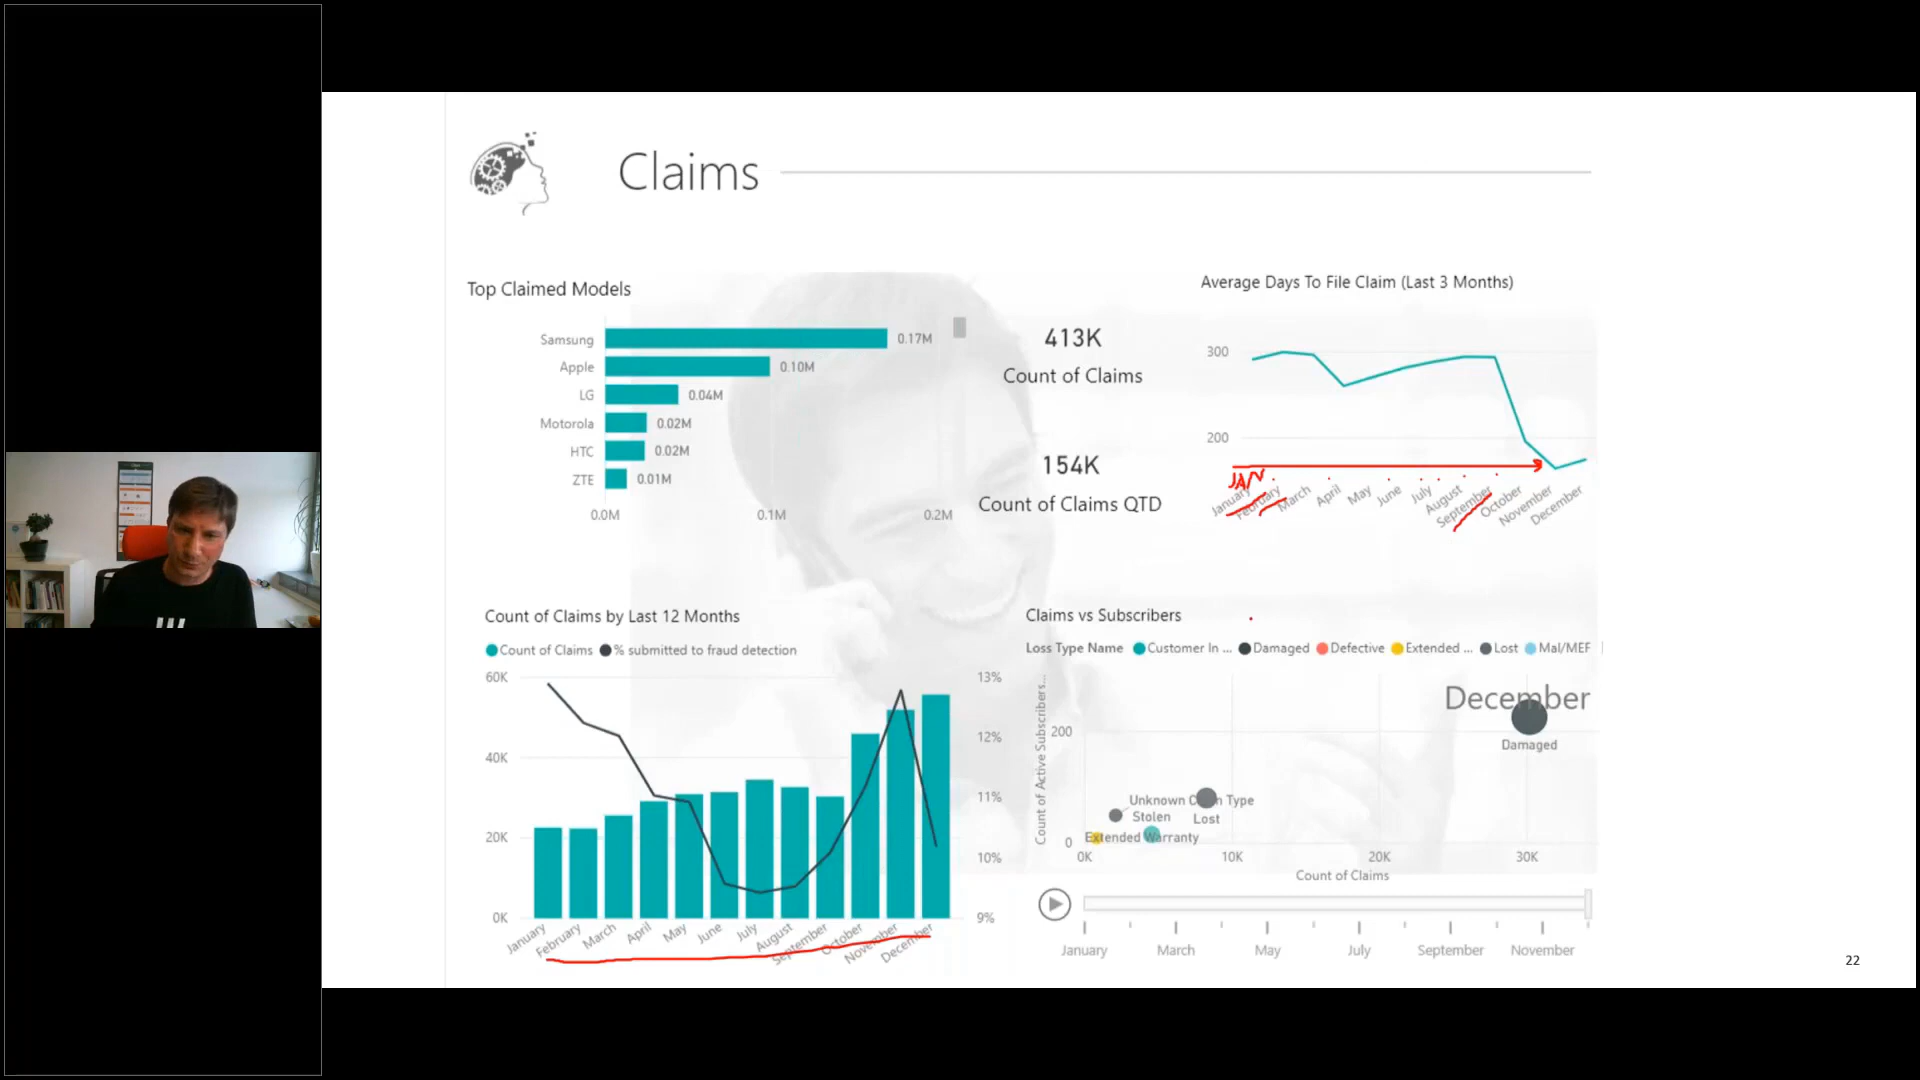 Claims
Top Claimed Models
Samsung 0.17M
Apple 0.10M
LG 0.04M
Motorola 0.02M
HTC 0.02M
ZTE 0.01M
0.0M 0.1M 0.2M
413K
Count of Claims
154K
Count of Claims QTD
Average Days To File Claim (Last 3 Months)
300
200
JAN
January February March April May June July August September October November December
Count of Claims by Last 12 Months
Count of Claims % submitted to fraud detection
60K 13%
12%
40K
11%
20K
10%
0K 9%
January February March April May June July August September October November December
Claims vs Subscribers
Loss Type Name Customer In ... Damaged Defective Extended ... Lost Mal/MEF
December
Count of Active Subscribers...
200
Damaged
Unknown Type
Stolen Lost
Extended Warranty
0
0K 10K 20K 30K
Count of Claims
January March May July September November
22